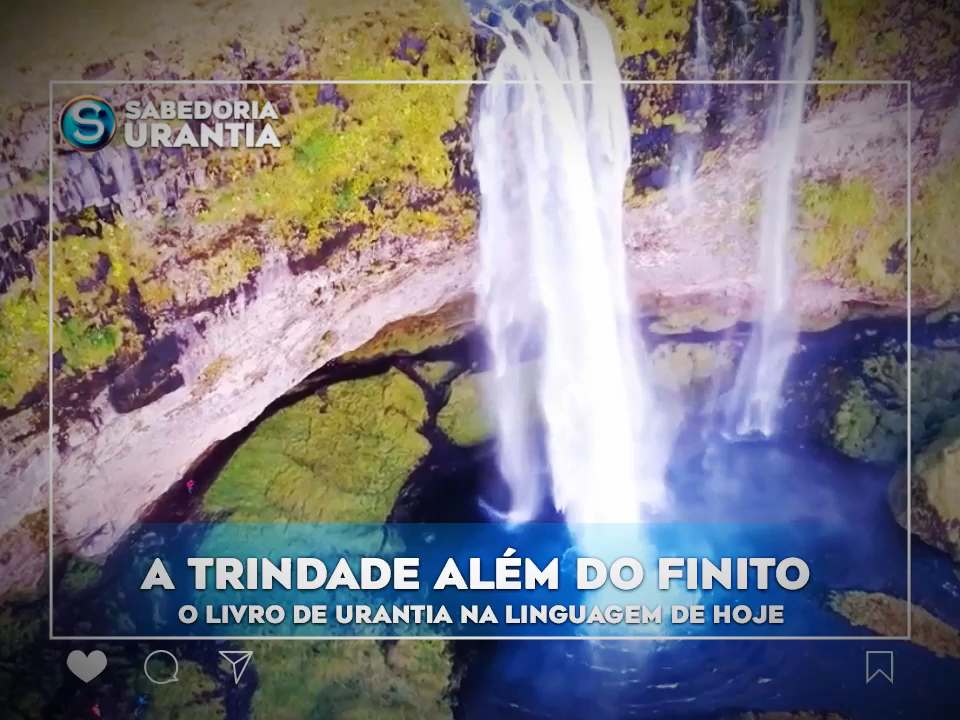 SABEDORIA
URANTIA
A TRINDADE ALÉM DO FINITO
O LIVRO DE URANTIA NA LINGUAGEM DE HOJE